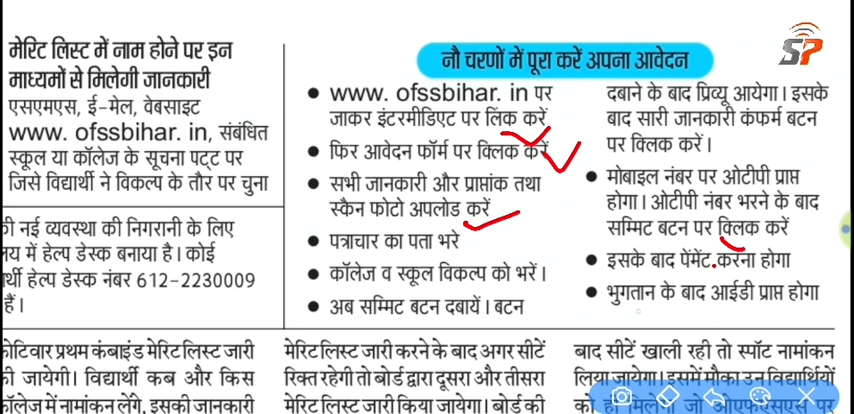 मेरिट लिस्ट में नाम होने पर इन
माध्यमों से मिलेगी जानकारी
एसएमएस, ई-मेल, वेबसाइट
www. ofssbihar. in, संबंधित
स्कूल या कॉलेज के सूचना पट्ट पर
जिसे विद्यार्थी ने विकल्प के तौर पर चुना
की नई व्यवस्था की निगरानी के लिए
लय में हेल्प डेस्क बनाया है। कोई
र्थी हेल्प डेस्क नंबर 612-2230009
हैं।
नौ चरणों में पूरा करें अपना आवेदन
• www. ofssbihar. in पर
जाकर इंटरमीडिएट पर लिंक करें
• फिर आवेदन फॉर्म पर क्लिक करें
• सभी जानकारी और प्राप्तांक तथा
स्कैन फोटो अपलोड करें
• पत्राचार का पता भरे
• कॉलेज व स्कूल विकल्प को भरें।
• अब सम्मिट बटन दबायें। बटन
दबाने के बाद प्रिव्यू आयेगा। इसके
बाद सारी जानकारी कंफर्म बटन
पर क्लिक करें।
• मोबाइल नंबर पर ओटीपी प्राप्त
होगा। ओटीपी नंबर भरने के बाद
सम्मिट बटन पर क्लिक करें
• इसके बाद पेंमेंट करना होगा
• भुगतान के बाद आईडी प्राप्त होगा
SP
कोटिवार प्रथम कंबाइंड मेरिट लिस्ट जारी
की जायेगी। विद्यार्थी कब और किस
कॉलेज में नामांकन लेंगे, इसकी जानकारी
मेरिट लिस्ट जारी करने के बाद अगर सीटें
रिक्त रहेगी तो बोर्ड द्वारा दूसरा और तीसरा
मेरिट लिस्ट जारी किया जायेगा। बोर्ड की
बाद सीटें खाली रही तो स्पॉट नामांकन
लिया जायेगा। इसमें मौका उन विद्यार्थियों
को ही मिलेगा जो ओएफएसएस पर